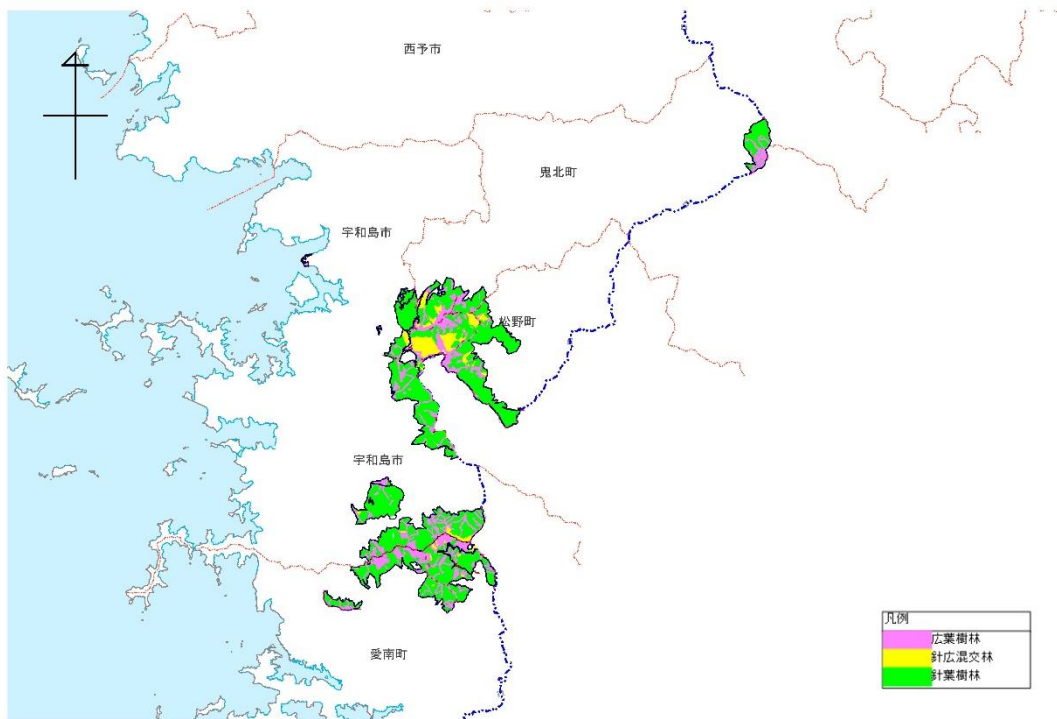 西予市
鬼北町
宇和島市
松野町
宇和島市
愛南町
凡例
広葉樹林
針広混交林
針葉樹林